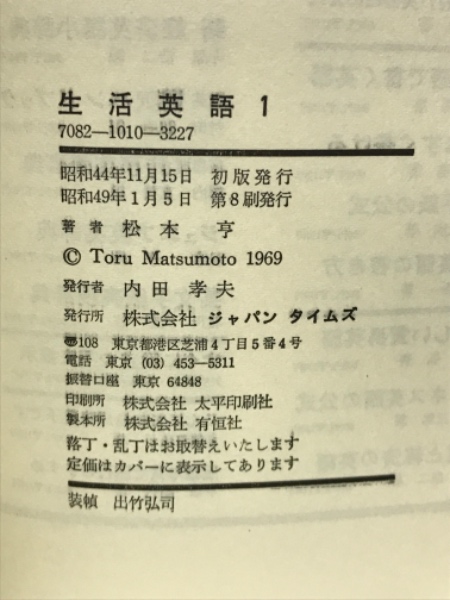 生活英語1
7082—1010—3227
昭和44年11月15日 初版発行
昭和49年1月5日 第8刷発行
著者 松本亨
© Toru Matsumoto 1969
発行者 内田孝夫
発行所 株式会社 ジャパン タイムズ
〠108 東京都港区芝浦4丁目5番4号
電話 東京 (03) 453—5311
振替口座 東京 64848
印刷所 株式会社 太平印刷社
製本所 株式会社 有恒社
落丁・乱丁はお取替えいたします
定価はカバーに表示してあります
装幀 出竹弘司